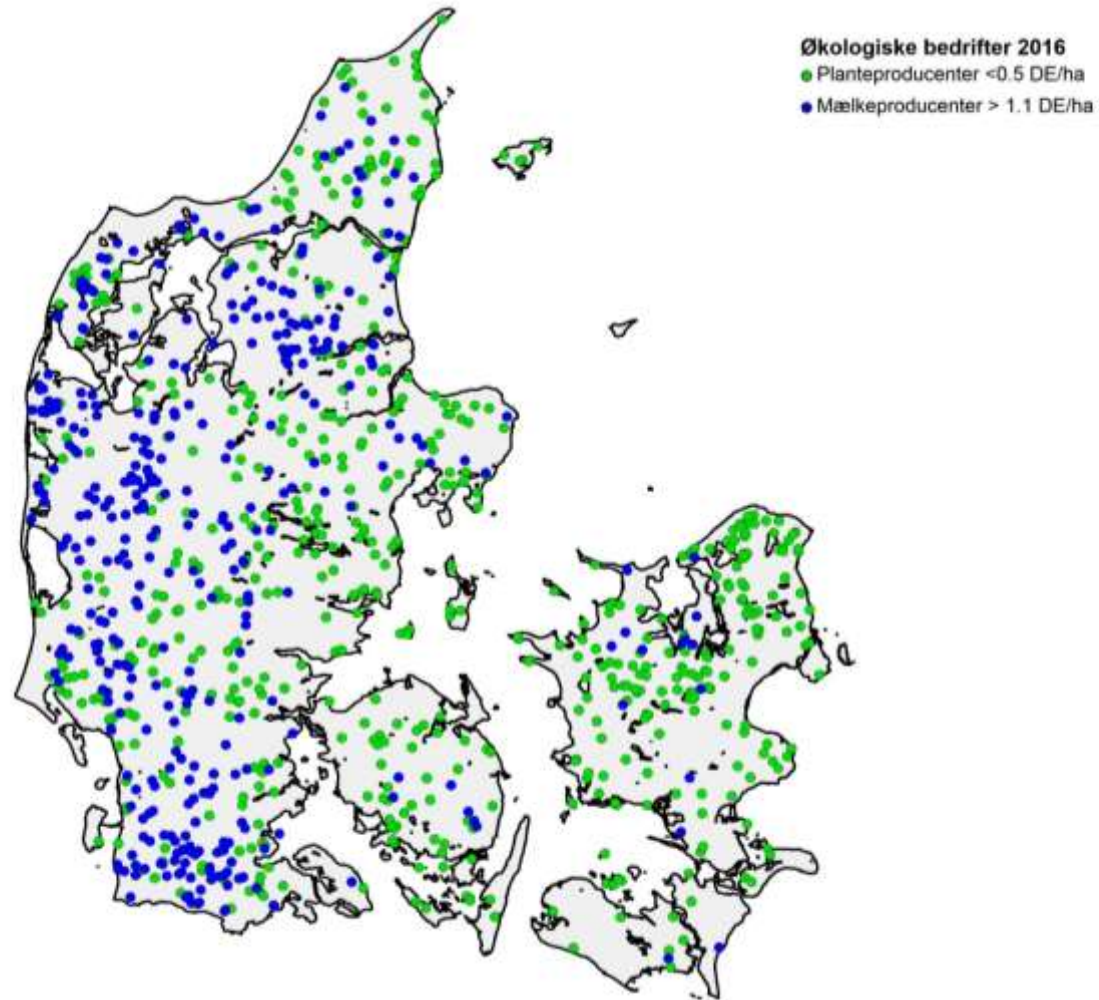 Økologiske bedrifter 2016
Planteproducenter <0.5 DE/ha
Mælkeproducenter > 1.1 DE/ha